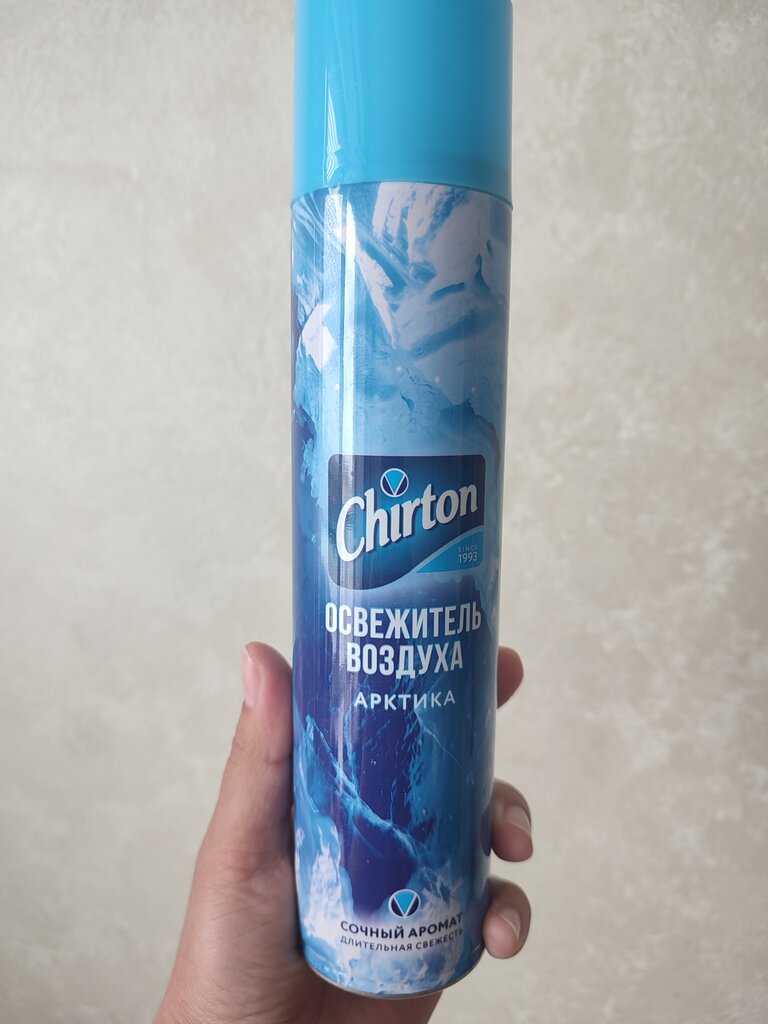 Chirton
SINCE
1993
ОСВЕЖИТЕЛЬ
ВОЗДУХА
АРКТИКА
СОЧНЫЙ АРОМАТ
ДЛИТЕЛЬНАЯ СВЕЖЕСТЬ